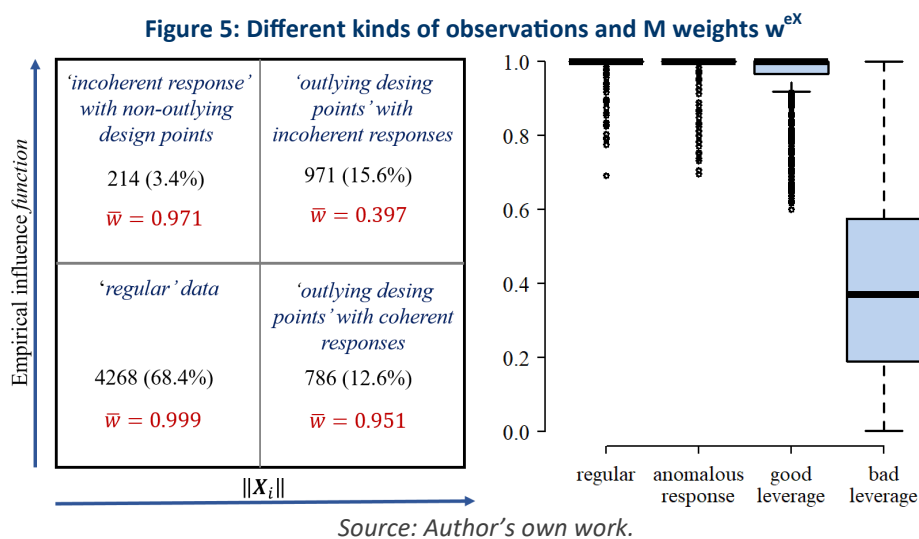 Figure 5: Different kinds of observations and M weights w^eX
Empirical influence function
'incoherent response'
with non-outlying
design points
214 (3.4%)
w̅ = 0.971
'outlying desing
points' with
incoherent responses
971 (15.6%)
w̅ = 0.397
'regular' data
4268 (68.4%)
w̅ = 0.999
'outlying desing
points' with coherent
responses
786 (12.6%)
w̅ = 0.951
‖X_i‖
1.0
0.8
0.6
0.4
0.2
0.0
regular
anomalous
response
good
leverage
bad
leverage
Source: Author's own work.